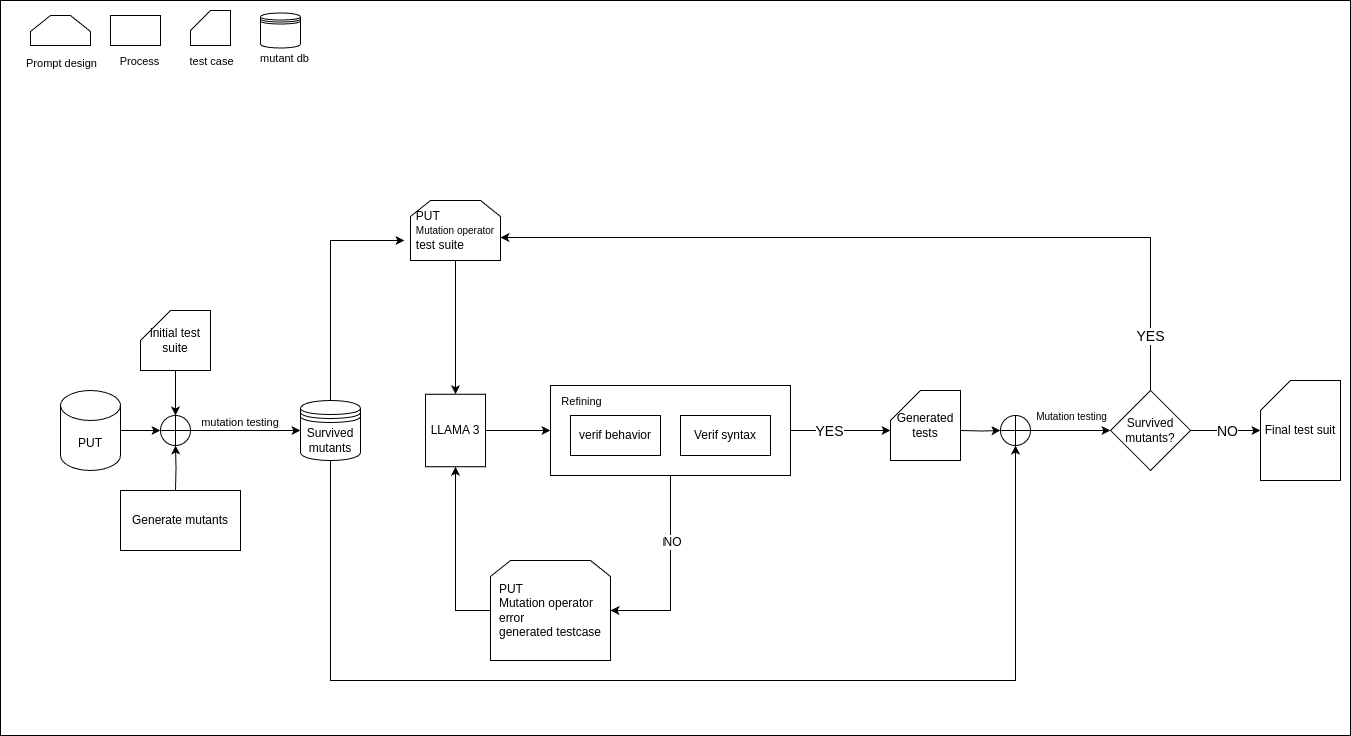 Prompt design
Process
test case
mutant db
PUT
Mutation operator
test suite
Initial test
suite
PUT
mutation testing
Survived
mutants
Generate mutants
LLAMA 3
Refining
verif behavior
Verif syntax
YES
Generated
tests
Mutation testing
YES
Survived
mutants?
NO
Final test suit
NO
PUT
Mutation operator
error
generated testcase